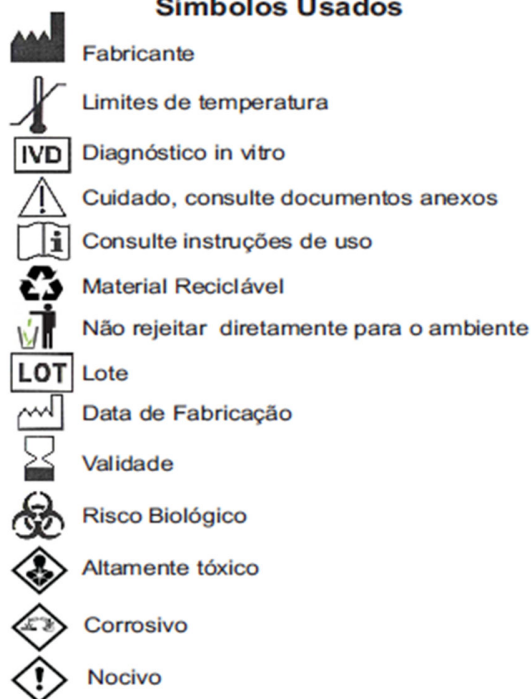 Símbolos Usados
Fabricante
Limites de temperatura
IVD Diagnóstico in vitro
Cuidado, consulte documentos anexos
i Consulte instruções de uso
Material Reciclável
Não rejeitar diretamente para o ambiente
LOT Lote
Data de Fabricação
Validade
Risco Biológico
Altamente tóxico
Corrosivo
Nocivo